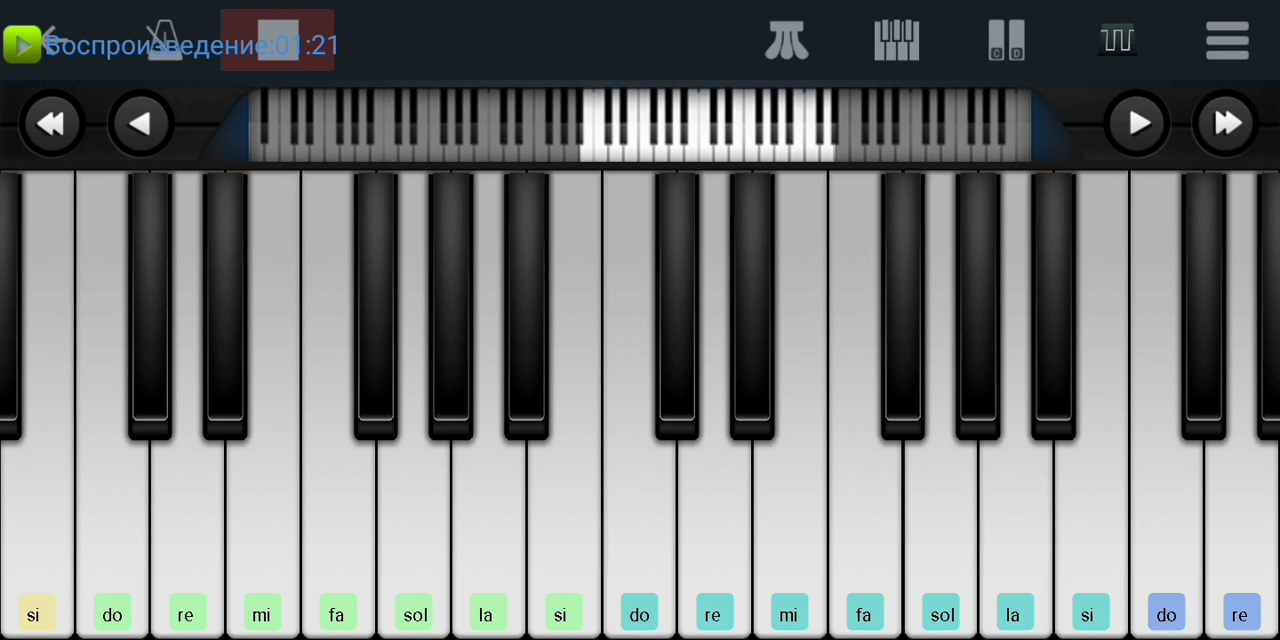 Воспроизведение:01:21
C D
si do re mi fa sol la si do re mi fa sol la si do re